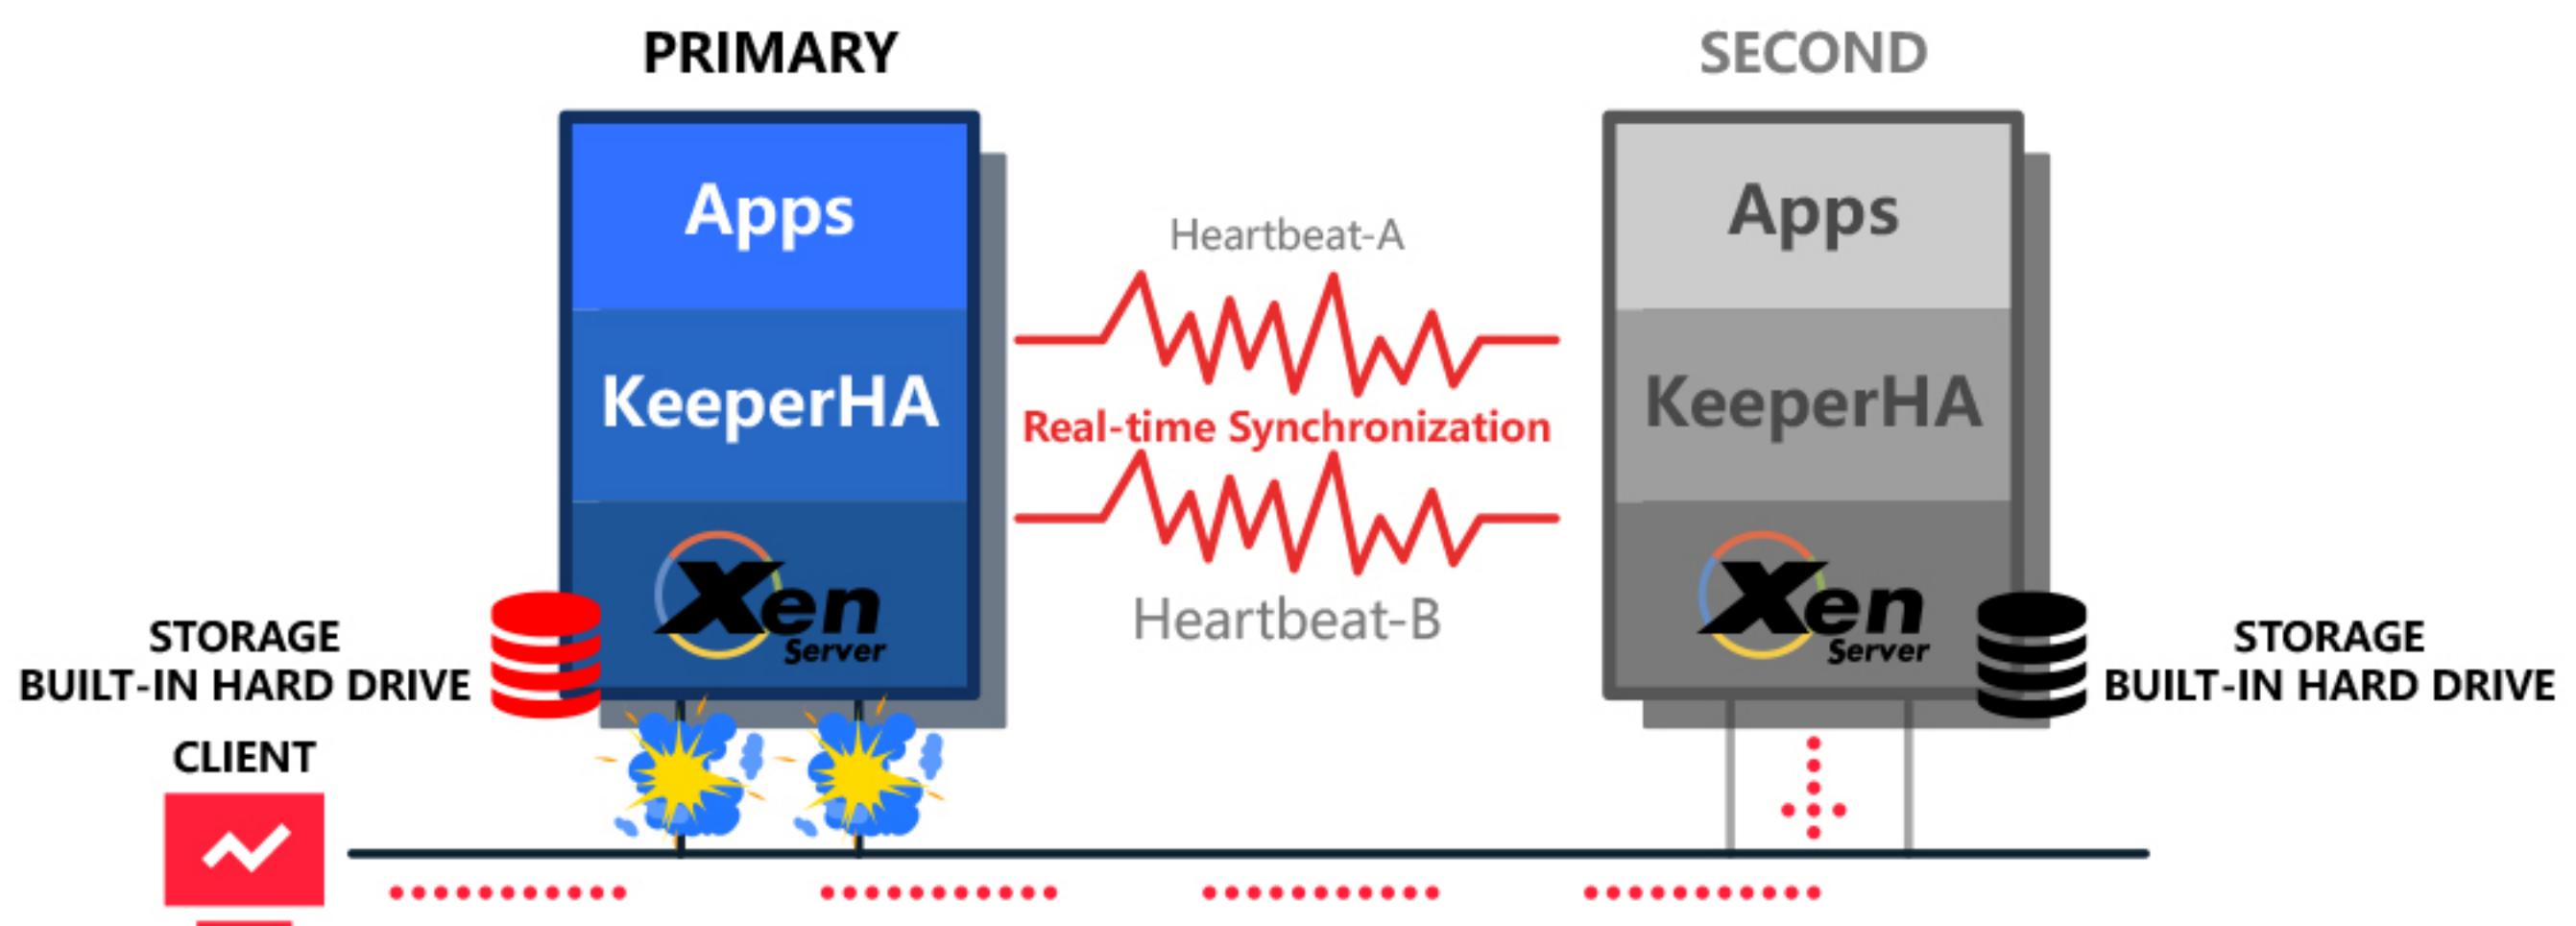 PRIMARY
SECOND
Apps
KeeperHA
Xen
Server
Heartbeat-A
Real-time Synchronization
Heartbeat-B
Apps
KeeperHA
Xen
Server
STORAGE
BUILT-IN HARD DRIVE
STORAGE
BUILT-IN HARD DRIVE
CLIENT